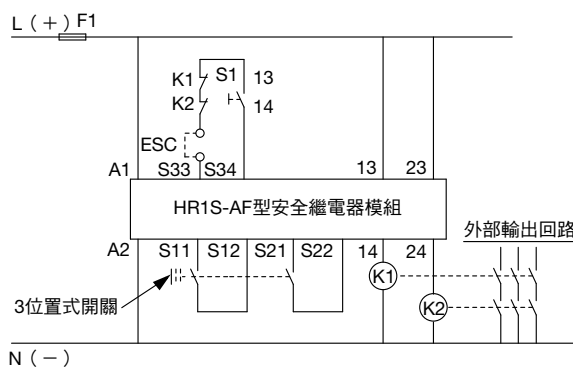 L（+） F1
K1 S1 13
K2 14
ESC
A1 S33 S34 13 23
HR1S-AF型安全繼電器模組
A2 S11 S12 S21 S22 14 24
外部輸出回路
K1
3位置式開關
K2
N（－）